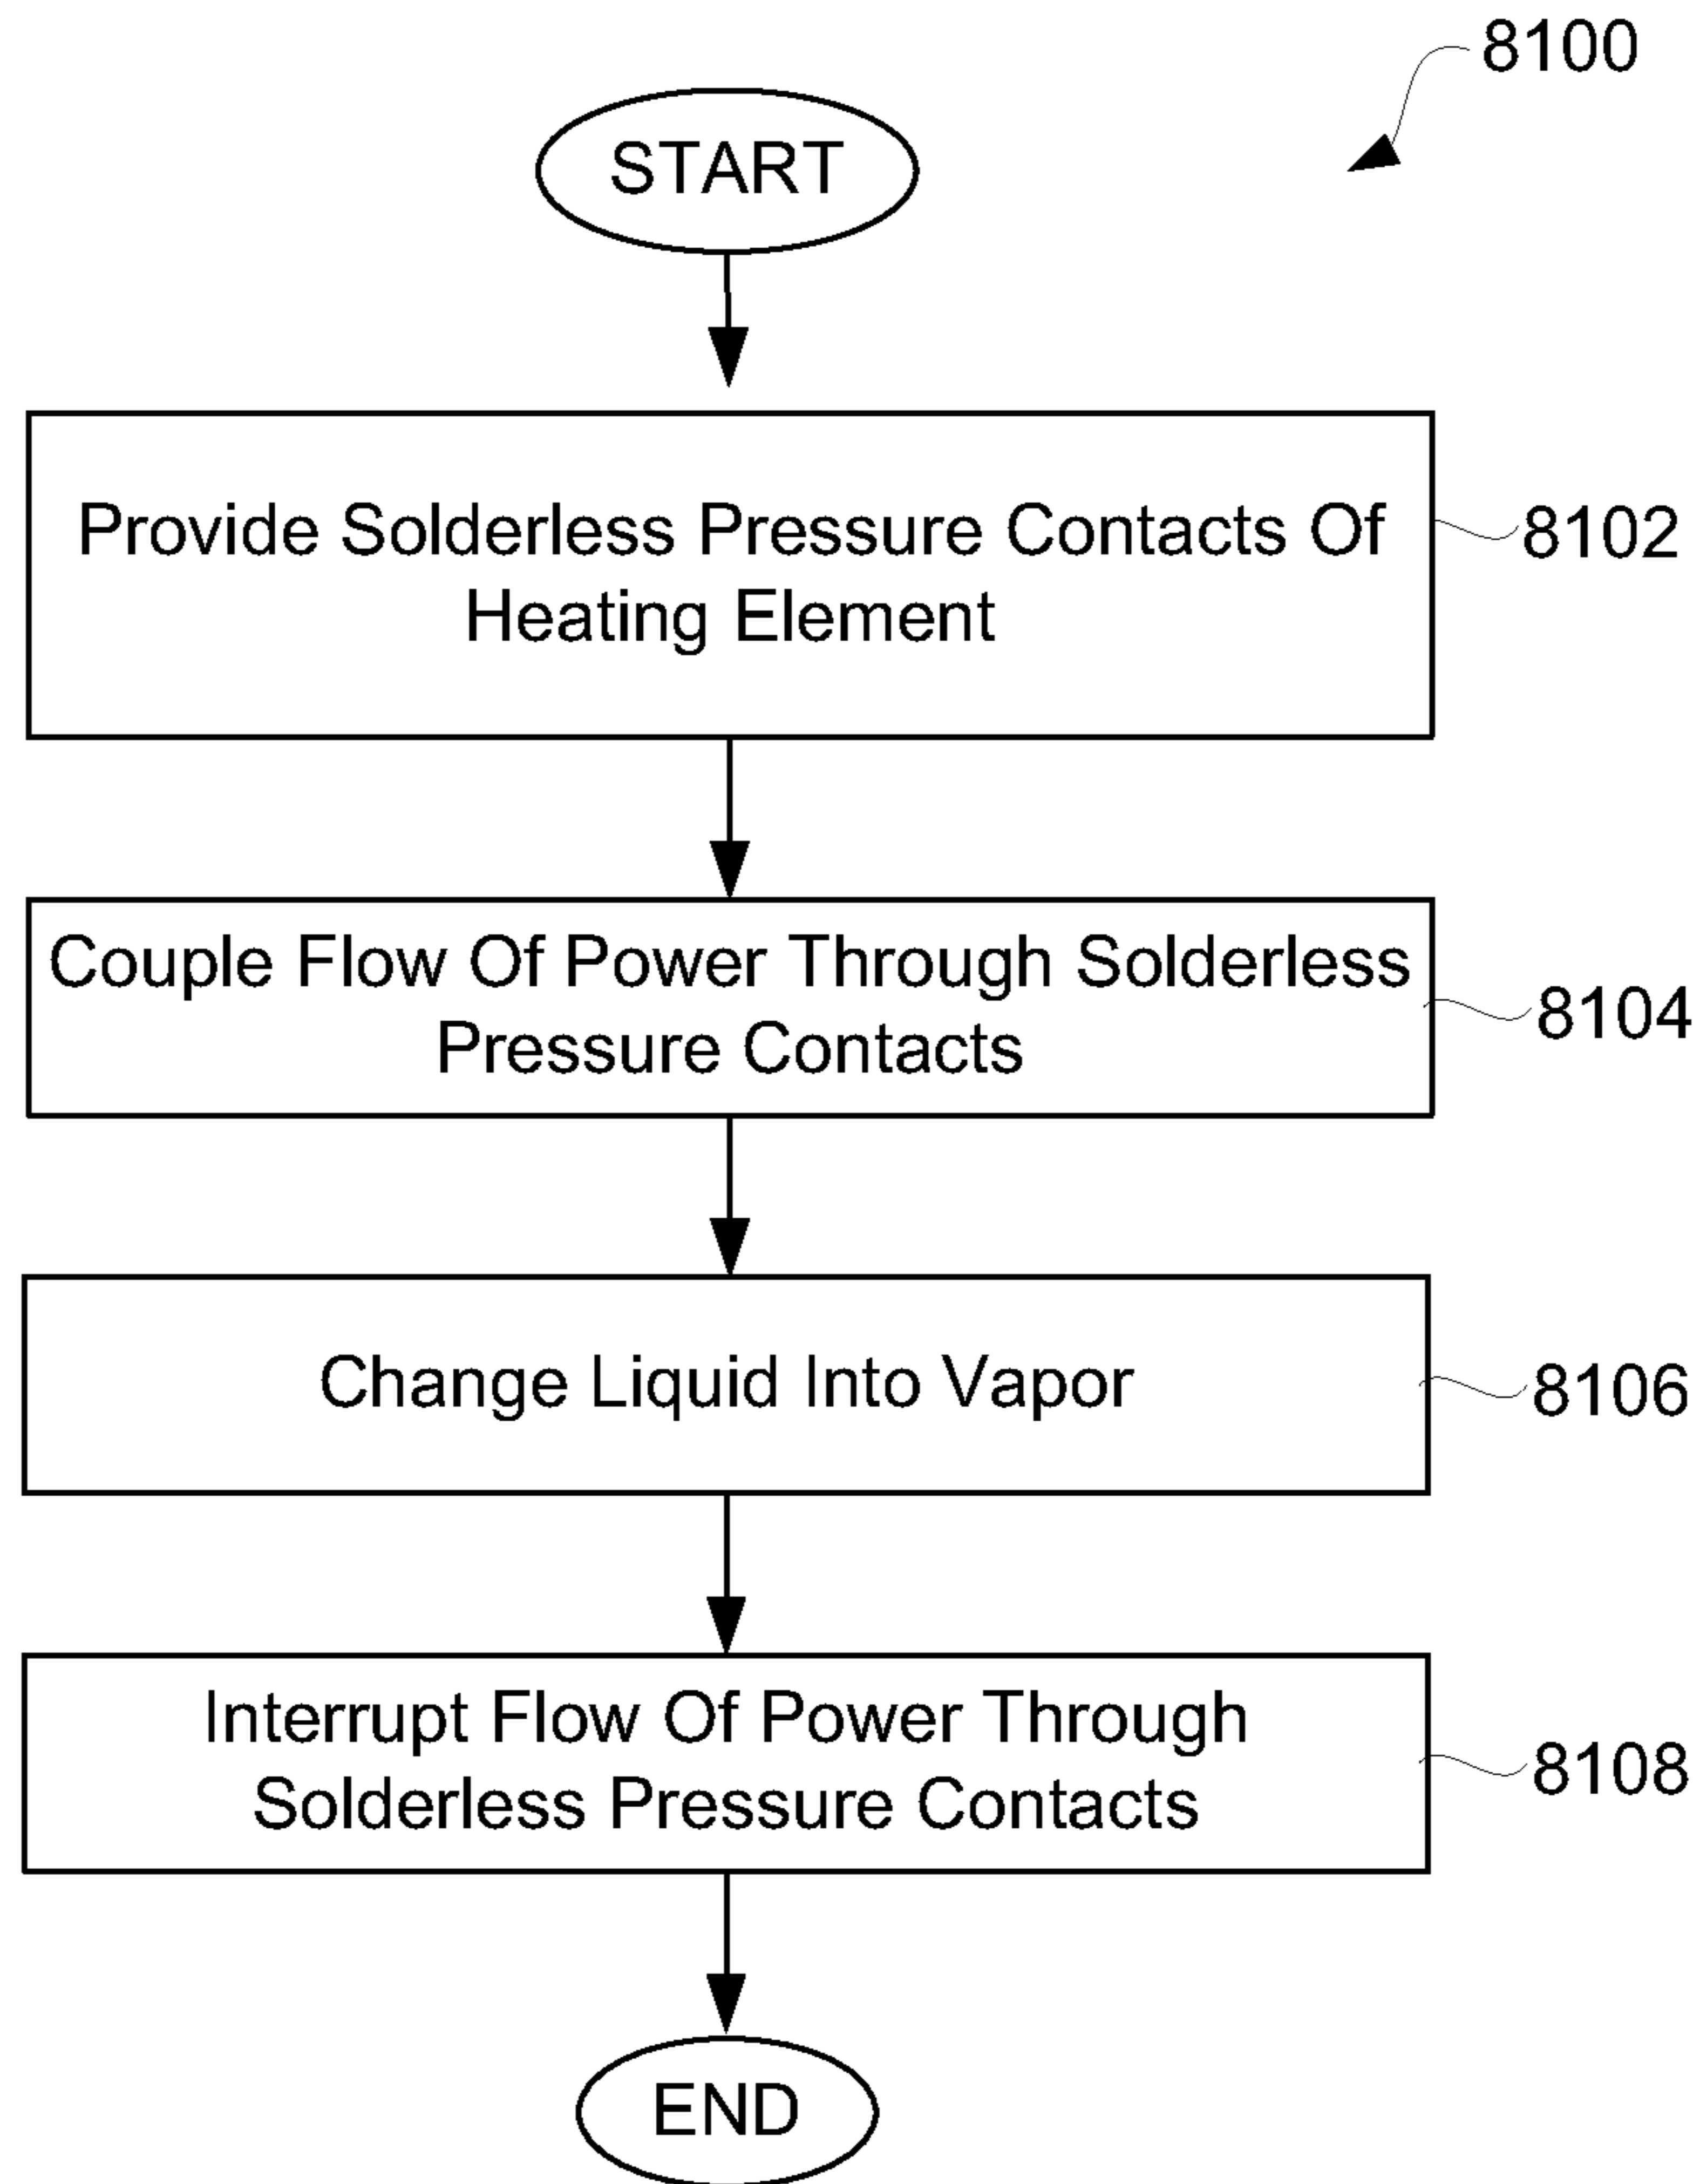 8100
START
Provide Solderless Pressure Contacts Of
Heating Element
8102
Couple Flow Of Power Through Solderless
Pressure Contacts
8104
Change Liquid Into Vapor
8106
Interrupt Flow Of Power Through
Solderless Pressure Contacts
8108
END